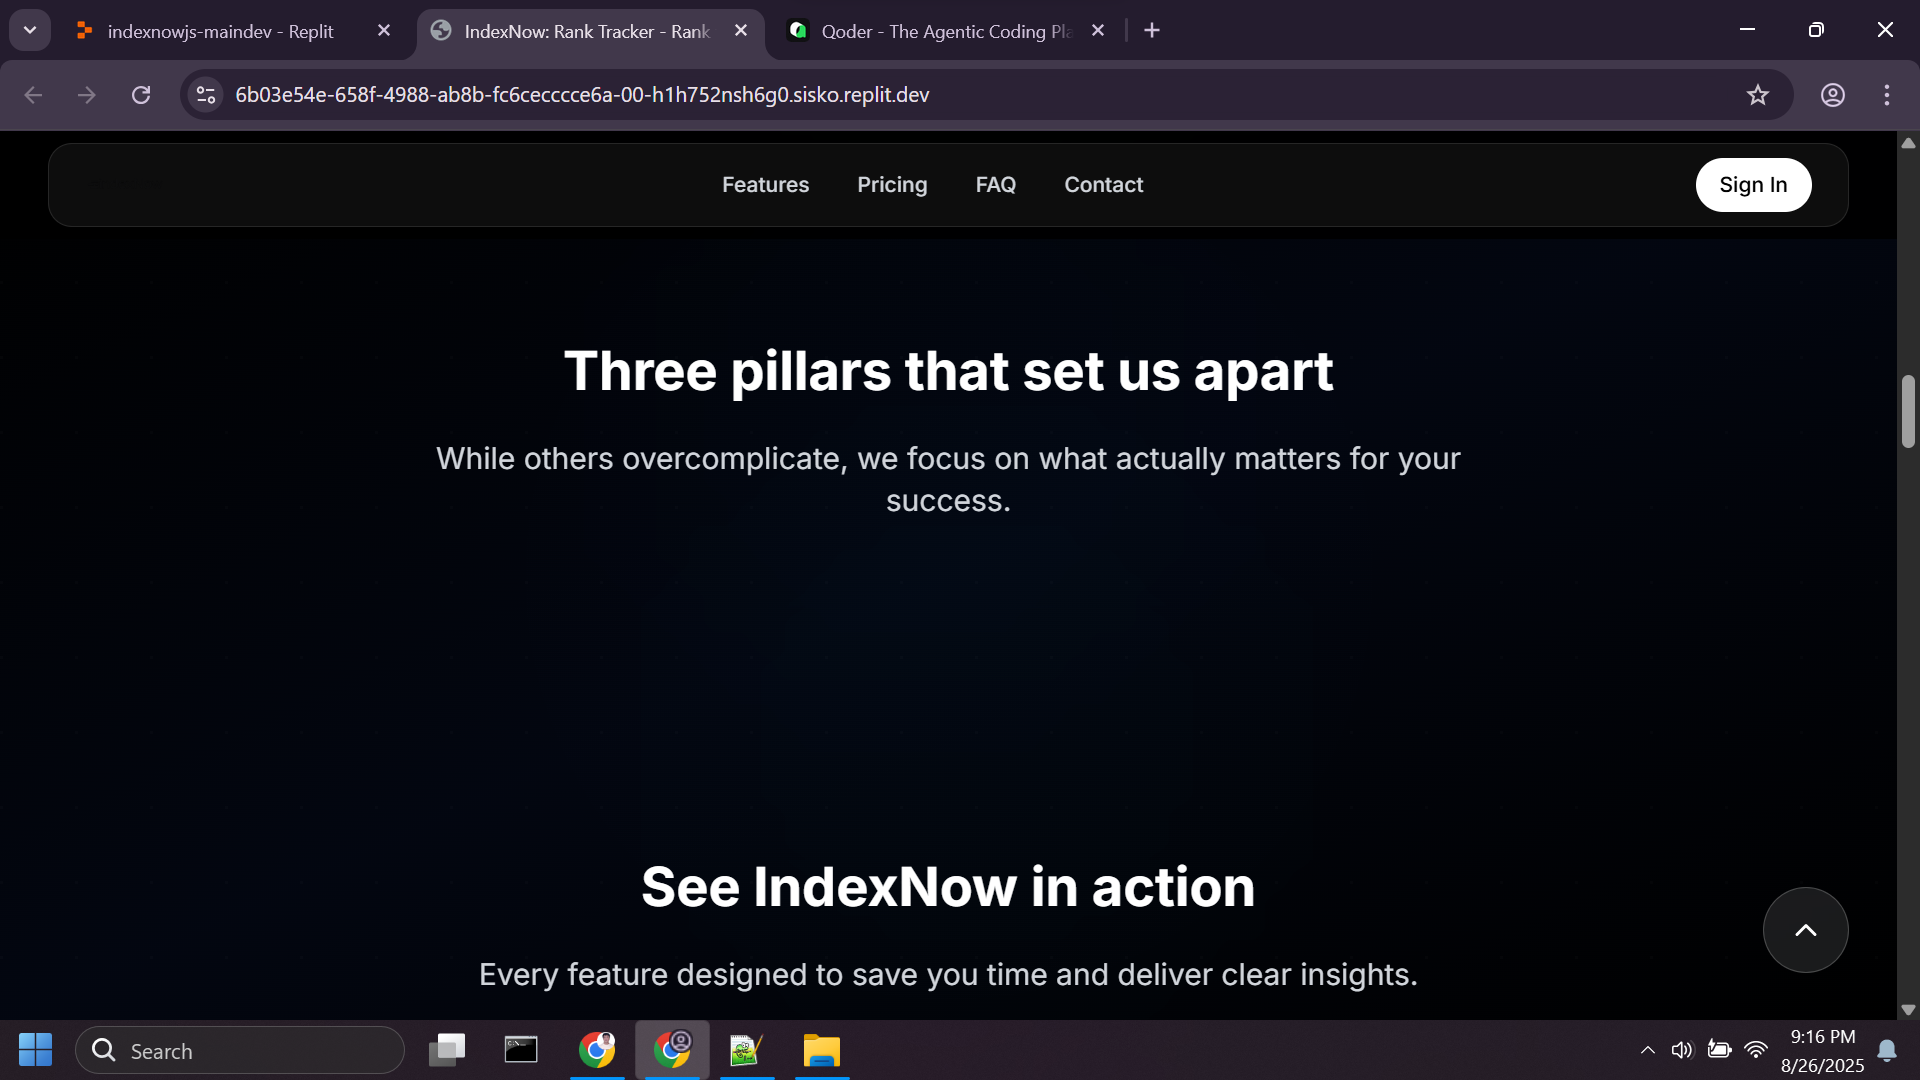 indexnowjs-maindev - Replit
IndexNow: Rank Tracker - Rank
Qoder - The Agentic Coding Pla
6b03e54e-658f-4988-ab8b-fc6cecccce6a-00-h1h752nsh6g0.sisko.replit.dev
Features
Pricing
FAQ
Contact
Sign In
Three pillars that set us apart
While others overcomplicate, we focus on what actually matters for your
success.
See IndexNow in action
Every feature designed to save you time and deliver clear insights.
Search
9:16 PM
8/26/2025